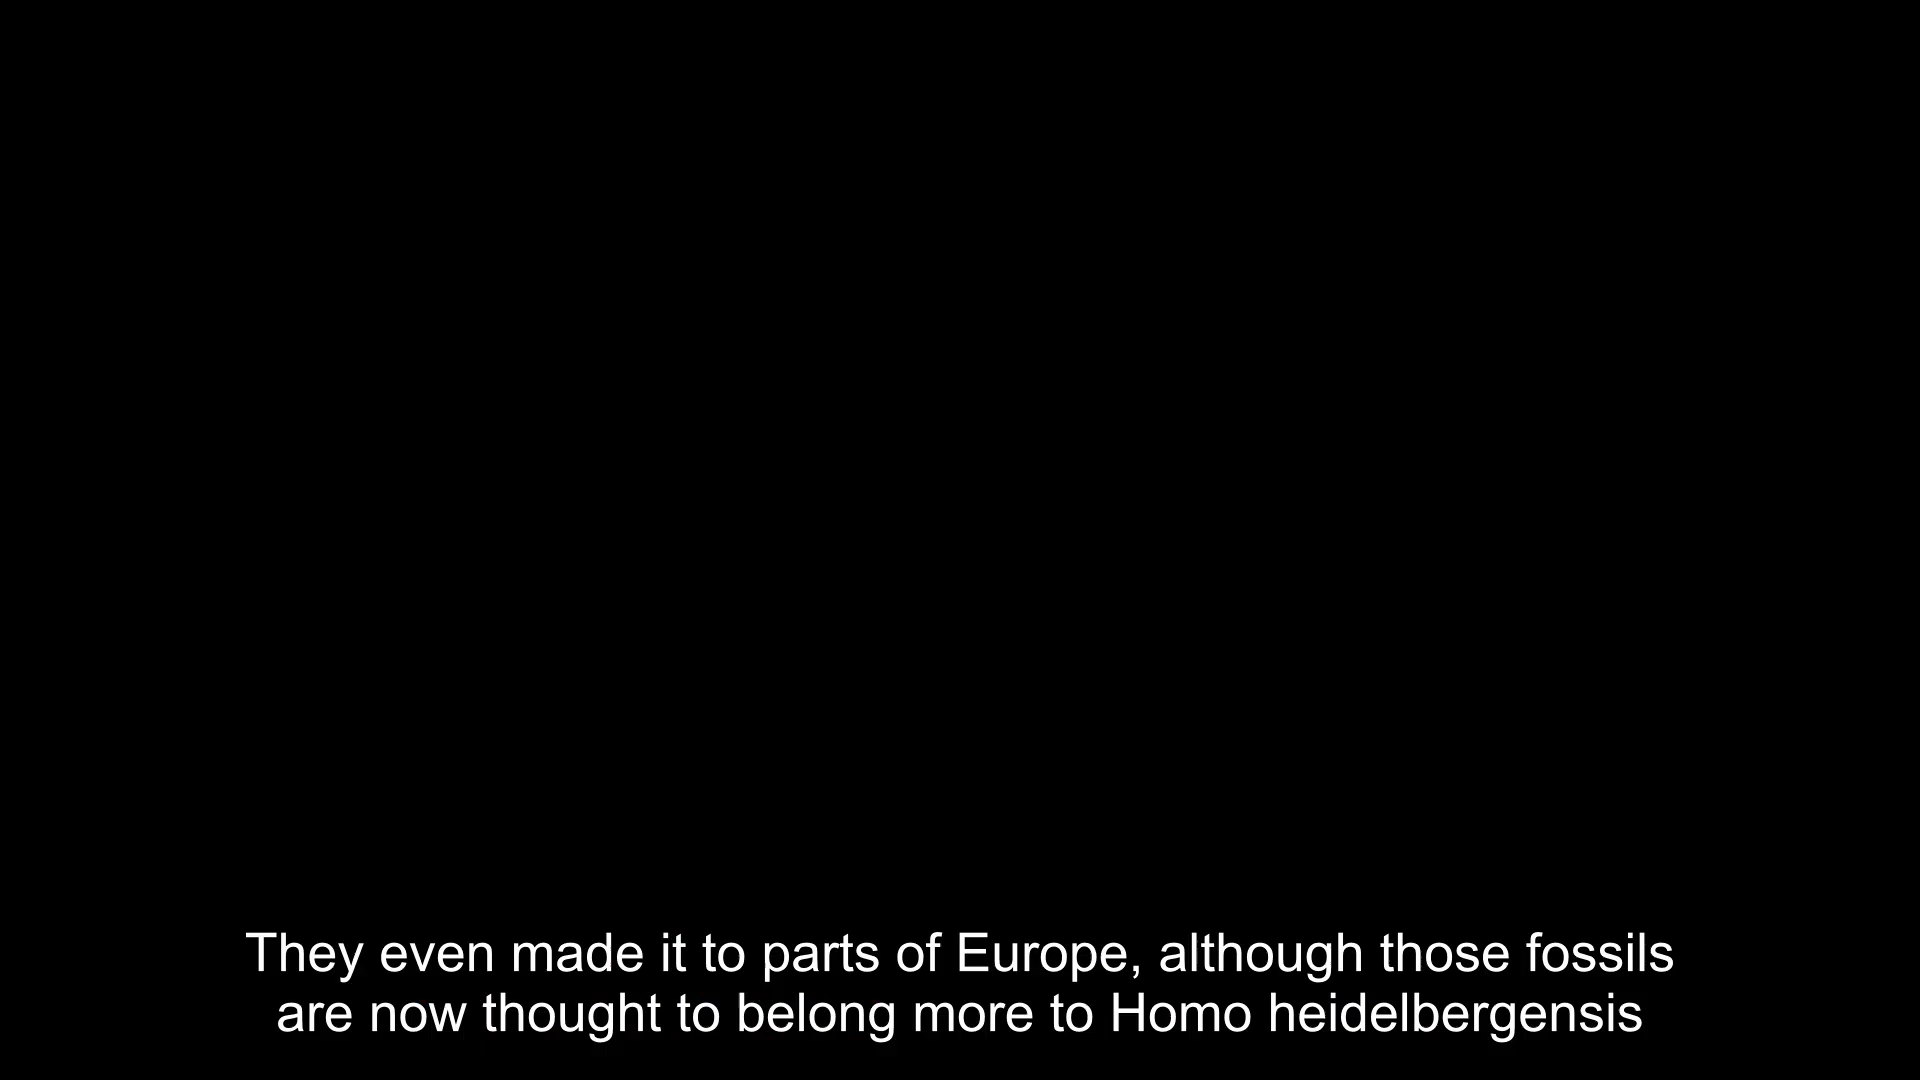 They even made it to parts of Europe, although those fossils
are now thought to belong more to Homo heidelbergensis